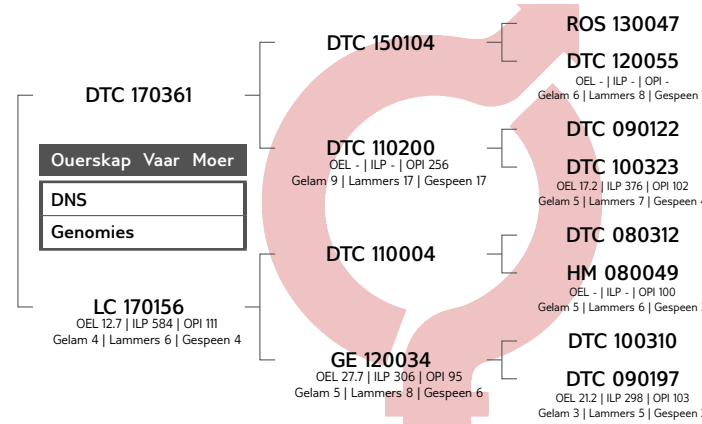 ROS 130047
DTC 150104
DTC 120055
OEL - | ILP - | OPI -
Gelam 6 | Lammers 8 | Gespeen
DTC 170361
DTC 110200
OEL - | ILP - | OPI 256
Gelam 9 | Lammers 17 | Gespeen 17
DTC 090122
DTC 100323
OEL 17.2 | ILP 376 | OPI 102
Gelam 5 | Lammers 7 | Gespeen
Ouerskap Vaar Moer
DNS
Genomies
DTC 110004
DTC 080312
HM 080049
OEL - | ILP - | OPI 100
Gelam 5 | Lammers 6 | Gespeen
LC 170156
OEL 12.7 | ILP 584 | OPI 111
Gelam 4 | Lammers 6 | Gespeen 4
GE 120034
OEL 27.7 | ILP 306 | OPI 95
Gelam 5 | Lammers 8 | Gespeen 6
DTC 100310
DTC 090197
OEL 21.2 | ILP 298 | OPI 103
Gelam 3 | Lammers 5 | Gespeen